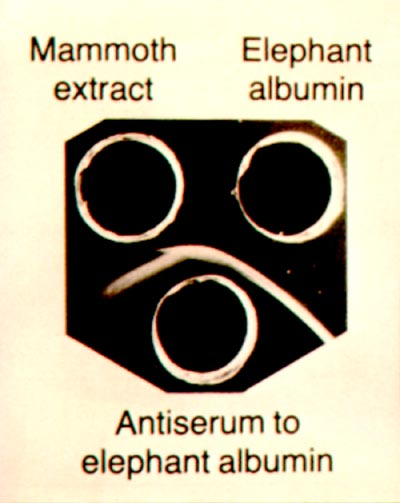 Mammoth extract
Elephant albumin
Antiserum to
elephant albumin